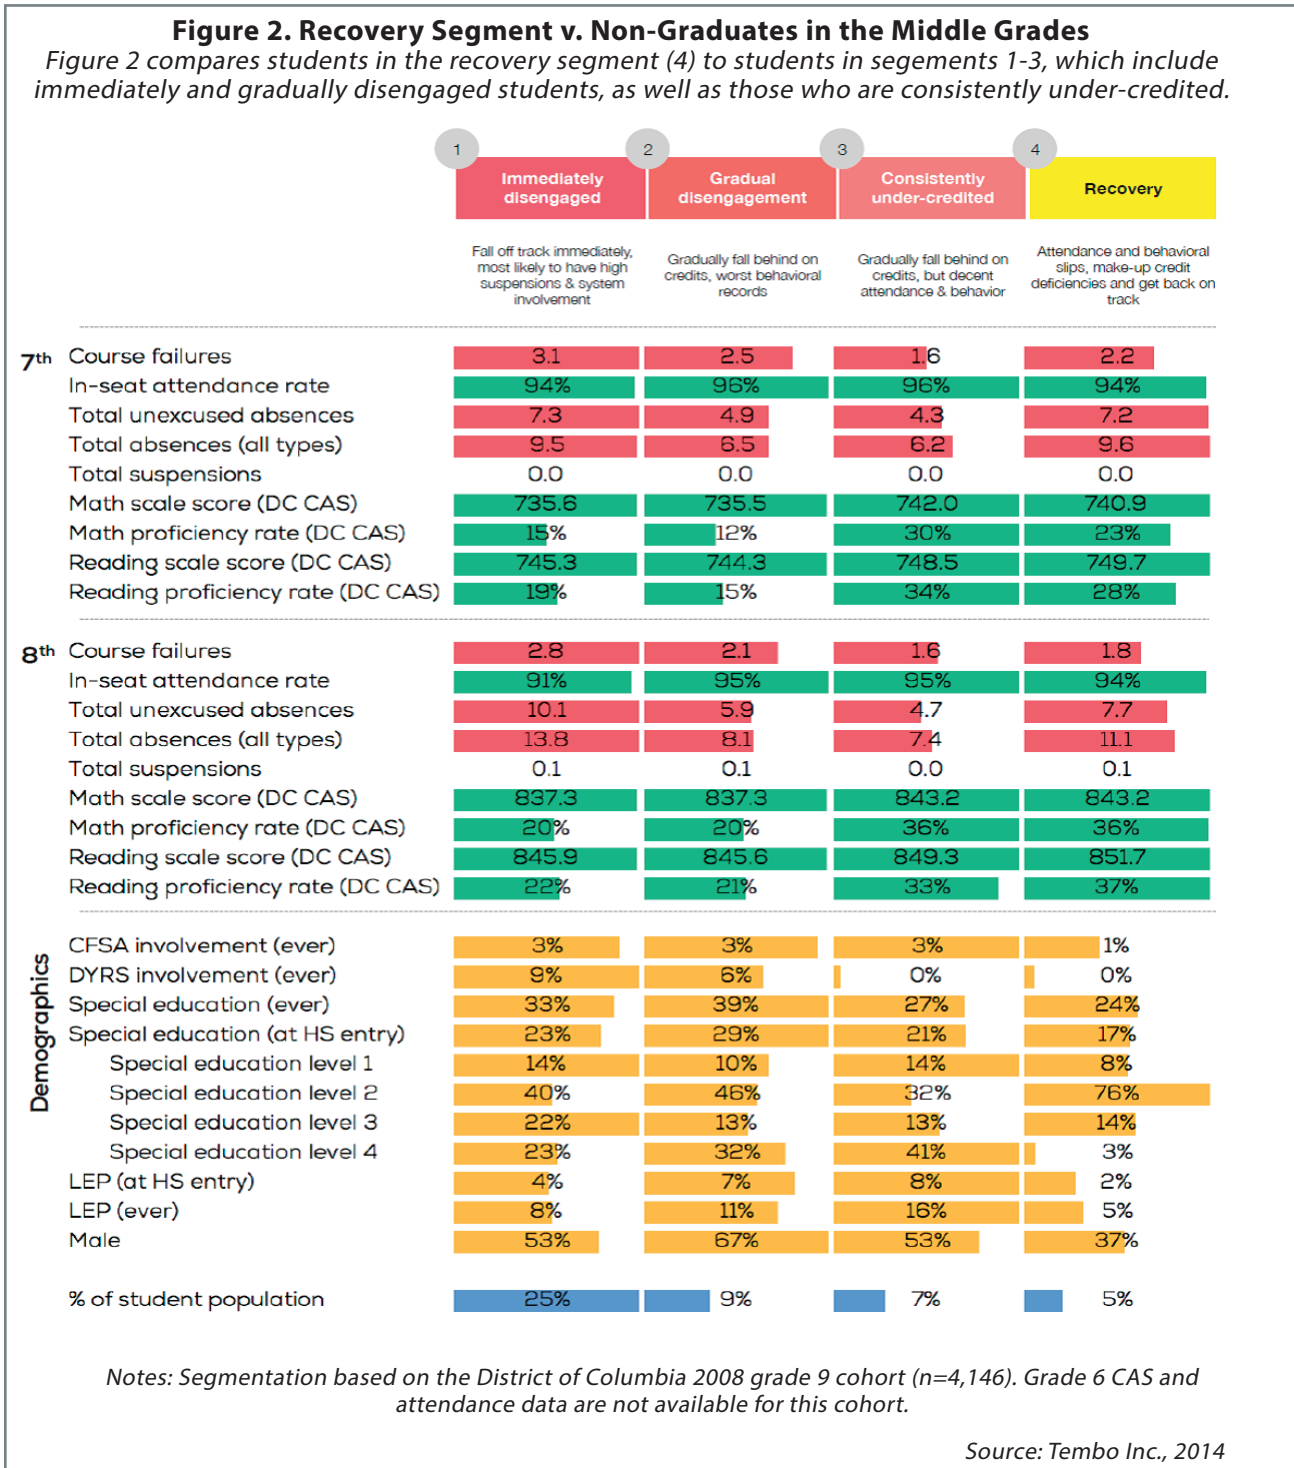 Figure 2. Recovery Segment v. Non-Graduates in the Middle Grades
Figure 2 compares students in the recovery segment (4) to students in segements 1-3, which include
immediately and gradually disengaged students, as well as those who are consistently under-credited.
1 2 3 4
Immediately
disengaged
Gradual
disengagement
Consistently
under-credited
Recovery
Fall off track immediately,
most likely to have high
suspensions & system
involvement
Gradually fall behind on
credits, worst behavioral
records
Gradually fall behind on
credits, but decent
attendance & behavior
Attendance and behavioral
slips, make-up credit
deficiencies and get back on
track
7th Course failures 3.1 2.5 1.6 2.2
In-seat attendance rate 94% 96% 96% 94%
Total unexcused absences 7.3 4.9 4.3 7.2
Total absences (all types) 9.5 6.5 6.2 9.6
Total suspensions 0.0 0.0 0.0 0.0
Math scale score (DC CAS) 735.6 735.5 742.0 740.9
Math proficiency rate (DC CAS) 15% 12% 30% 23%
Reading scale score (DC CAS) 745.3 744.3 748.5 749.7
Reading proficiency rate (DC CAS) 19% 15% 34% 28%
8th Course failures 2.8 2.1 1.6 1.8
In-seat attendance rate 91% 95% 95% 94%
Total unexcused absences 10.1 5.9 4.7 7.7
Total absences (all types) 13.8 8.1 7.4 11.1
Total suspensions 0.1 0.1 0.0 0.1
Math scale score (DC CAS) 837.3 837.3 843.2 843.2
Math proficiency rate (DC CAS) 20% 20% 36% 36%
Reading scale score (DC CAS) 845.9 845.6 849.3 851.7
Reading proficiency rate (DC CAS) 22% 21% 33% 37%
Demographics
CFSA involvement (ever) 3% 3% 3% 1%
DYRS involvement (ever) 9% 6% 0% 0%
Special education (ever) 33% 39% 27% 24%
Special education (at HS entry) 23% 29% 21% 17%
Special education level 1 14% 10% 14% 8%
Special education level 2 40% 46% 32% 76%
Special education level 3 22% 13% 13% 14%
Special education level 4 23% 32% 41% 3%
LEP (at HS entry) 4% 7% 8% 2%
LEP (ever) 8% 11% 16% 5%
Male 53% 67% 53% 37%
% of student population 25% 9% 7% 5%
Notes: Segmentation based on the District of Columbia 2008 grade 9 cohort (n=4,146). Grade 6 CAS and
attendance data are not available for this cohort.
Source: Tembo Inc., 2014